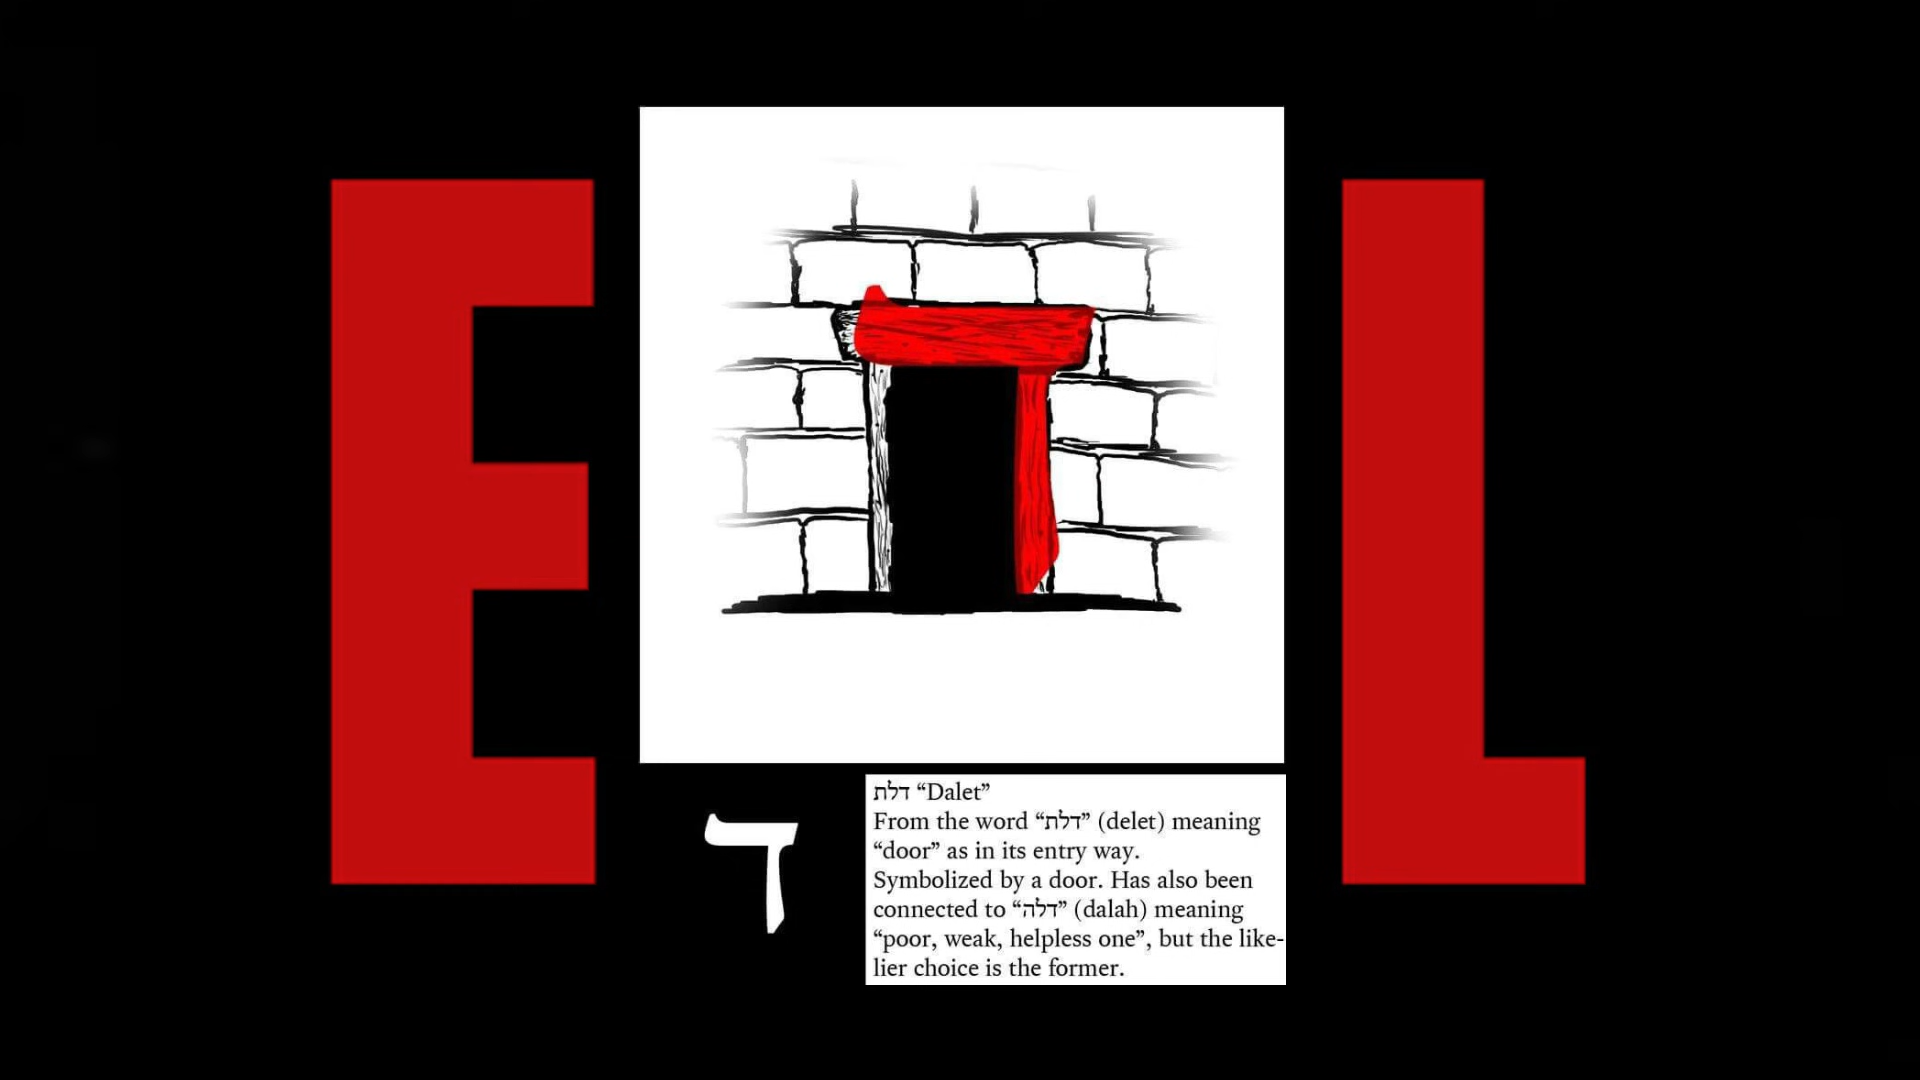 E L
ד
דלת “Dalet”
From the word “דלת” (delet) meaning
“door” as in its entry way.
Symbolized by a door. Has also been
connected to “דלה” (dalah) meaning
“poor, weak, helpless one”, but the like-
lier choice is the former.